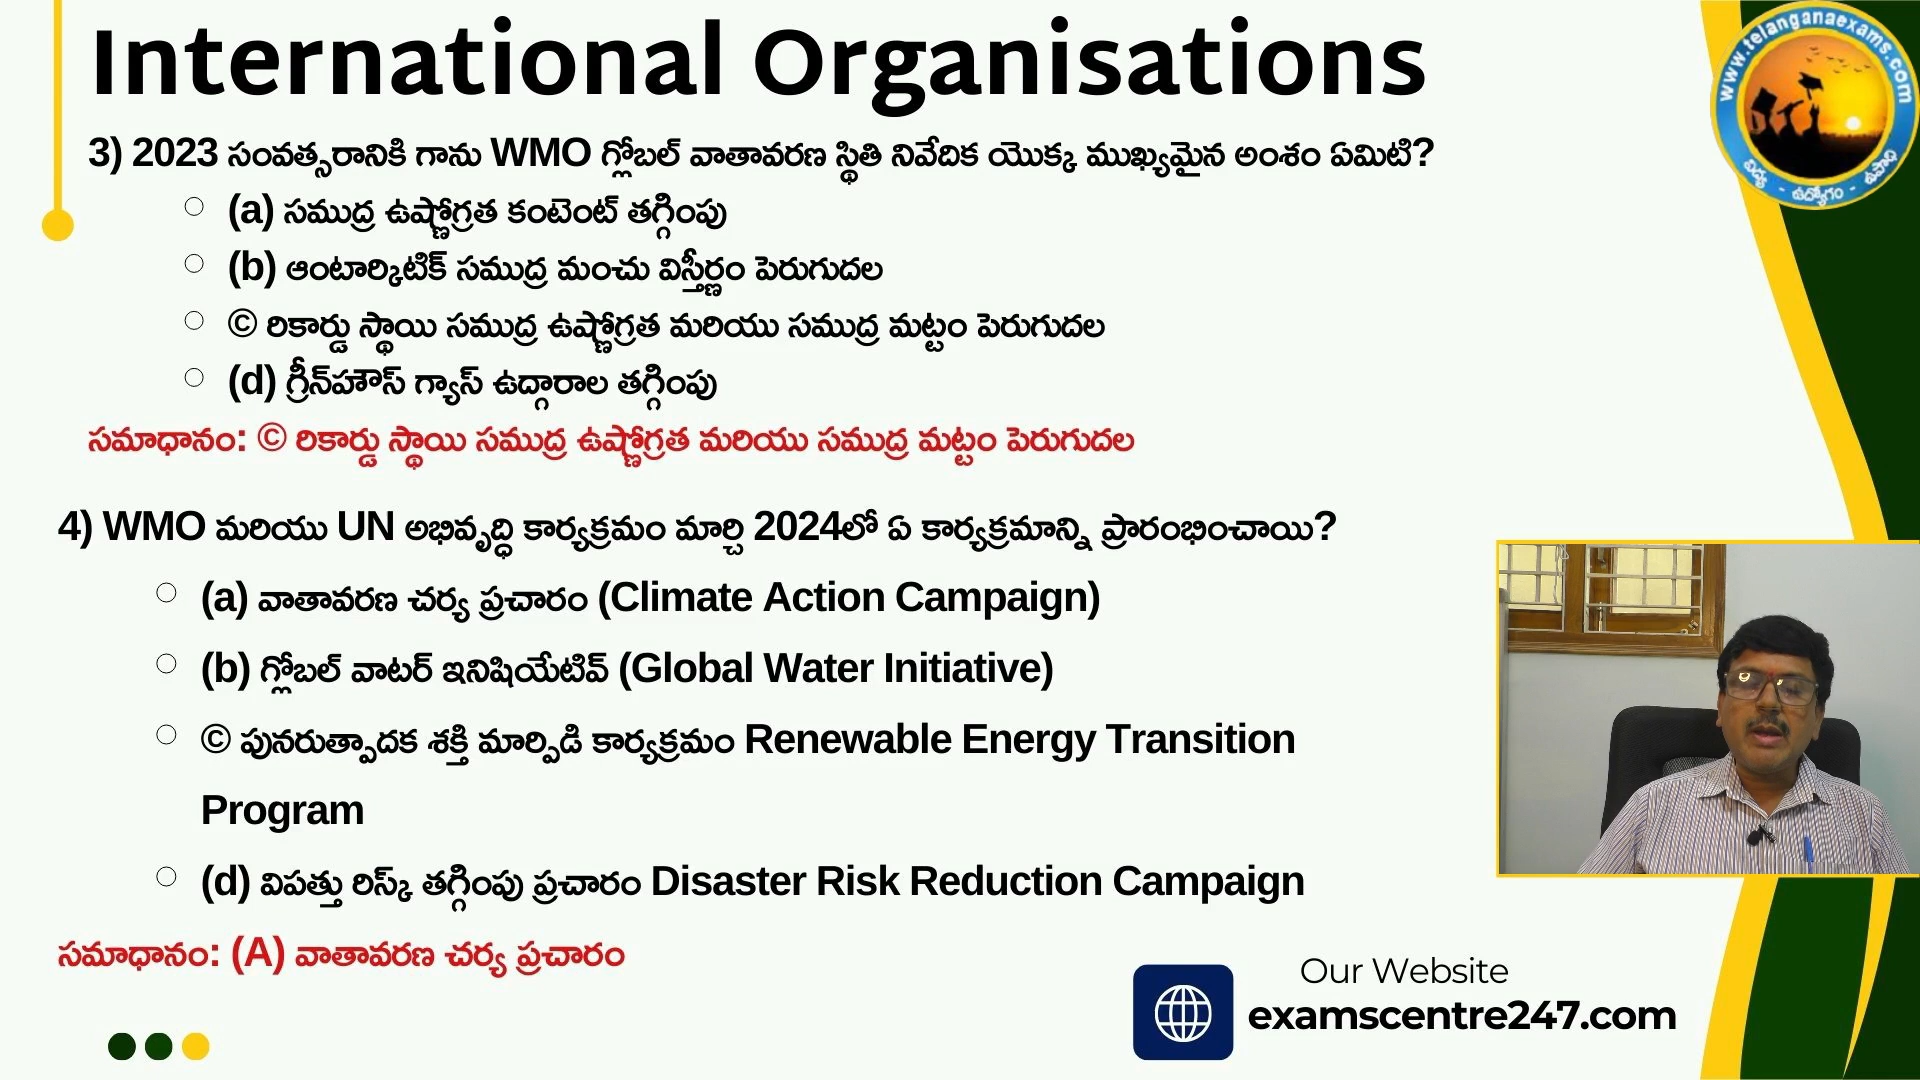 International Organisations
www.telanganaexams.com
విద్య - ఉద్యోగం - ఉపాధి
3) 2023 సంవత్సరానికి గాను WMO గ్లోబల్ వాతావరణ స్థితి నివేదిక యొక్క ముఖ్యమైన అంశం ఏమిటి?
(a) సముద్ర ఉష్ణోగ్రత కంటెంట్ తగ్గింపు
(b) ఆంటార్కిటిక్ సముద్ర మంచు విస్తీర్ణం పెరుగుదల
© రికార్డు స్థాయి సముద్ర ఉష్ణోగ్రత మరియు సముద్ర మట్టం పెరుగుదల
(d) గ్రీన్‌హౌస్ గ్యాస్ ఉద్గారాల తగ్గింపు
సమాధానం: © రికార్డు స్థాయి సముద్ర ఉష్ణోగ్రత మరియు సముద్ర మట్టం పెరుగుదల
4) WMO మరియు UN అభివృద్ధి కార్యక్రమం మార్చి 2024లో ఏ కార్యక్రమాన్ని ప్రారంభించాయి?
(a) వాతావరణ చర్య ప్రచారం (Climate Action Campaign)
(b) గ్లోబల్ వాటర్ ఇనిషియేటివ్ (Global Water Initiative)
© పునరుత్పాదక శక్తి మార్పిడి కార్యక్రమం Renewable Energy Transition
Program
(d) విపత్తు రిస్క్ తగ్గింపు ప్రచారం Disaster Risk Reduction Campaign
సమాధానం: (A) వాతావరణ చర్య ప్రచారం
Our Website
examscentre247.com